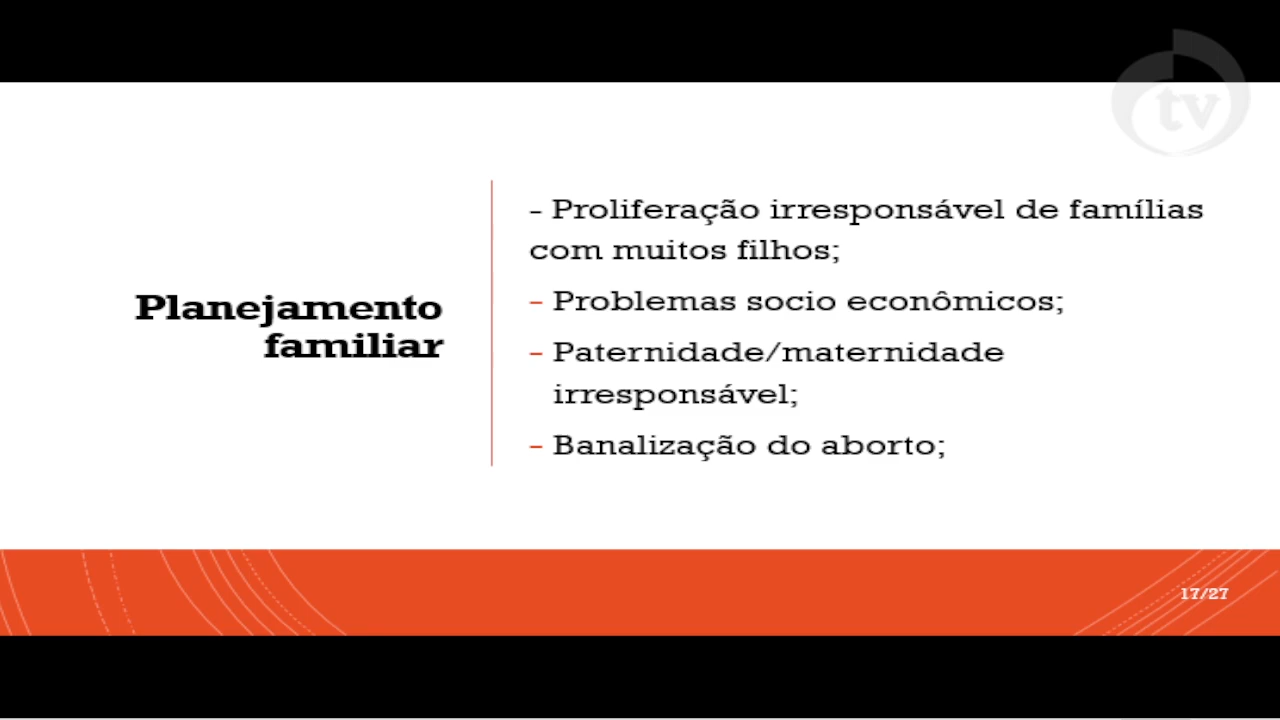 tv
Planejamento
familiar
- Proliferação irresponsável de famílias
com muitos filhos;
- Problemas socio econômicos;
- Paternidade/maternidade
irresponsável;
- Banalização do aborto;
17/27